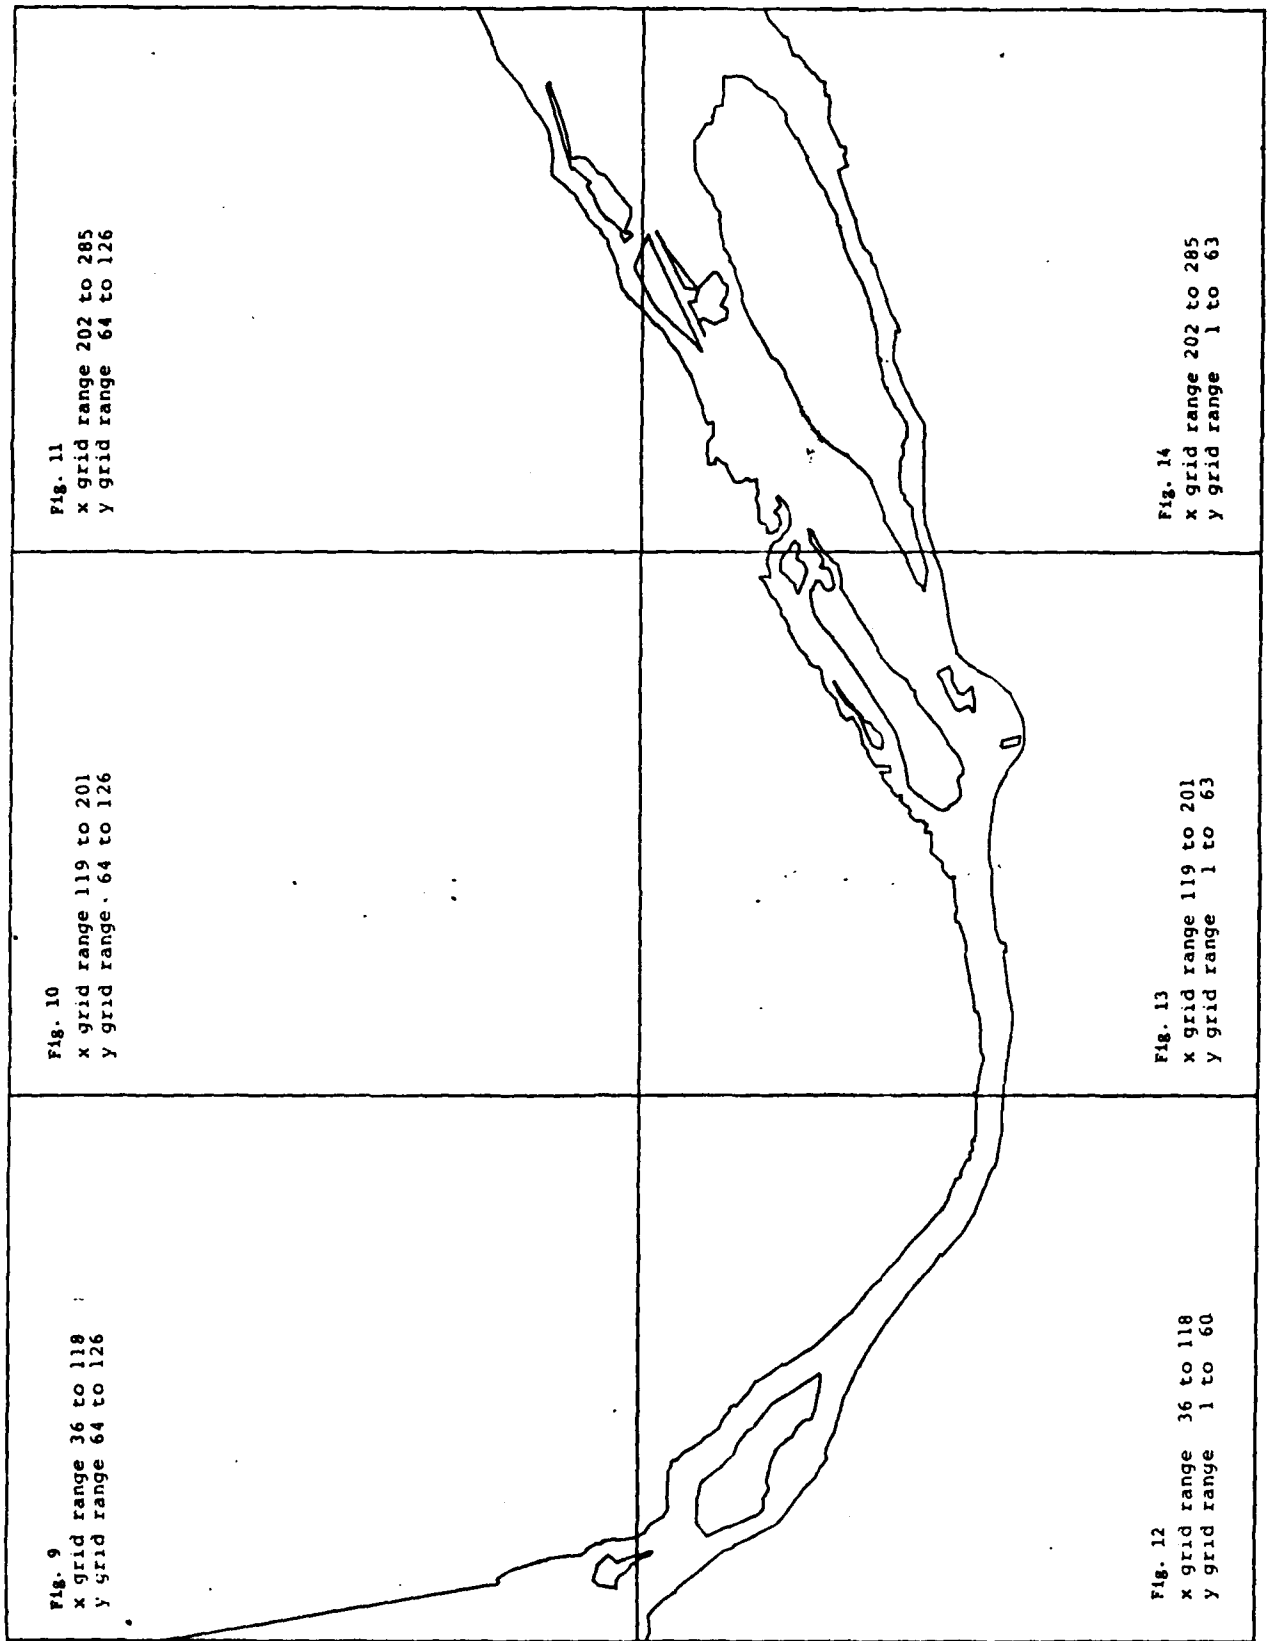 Fig. 9
x grid range 36 to 118
y grid range 64 to 126
Fig. 10
x grid range 119 to 201
y grid range 64 to 126
Fig. 11
x grid range 202 to 285
y grid range 64 to 126
Fig. 12
x grid range 36 to 118
y grid range 1 to 60
Fig. 13
x grid range 119 to 201
y grid range 1 to 63
Fig. 14
x grid range 202 to 285
y grid range 1 to 63